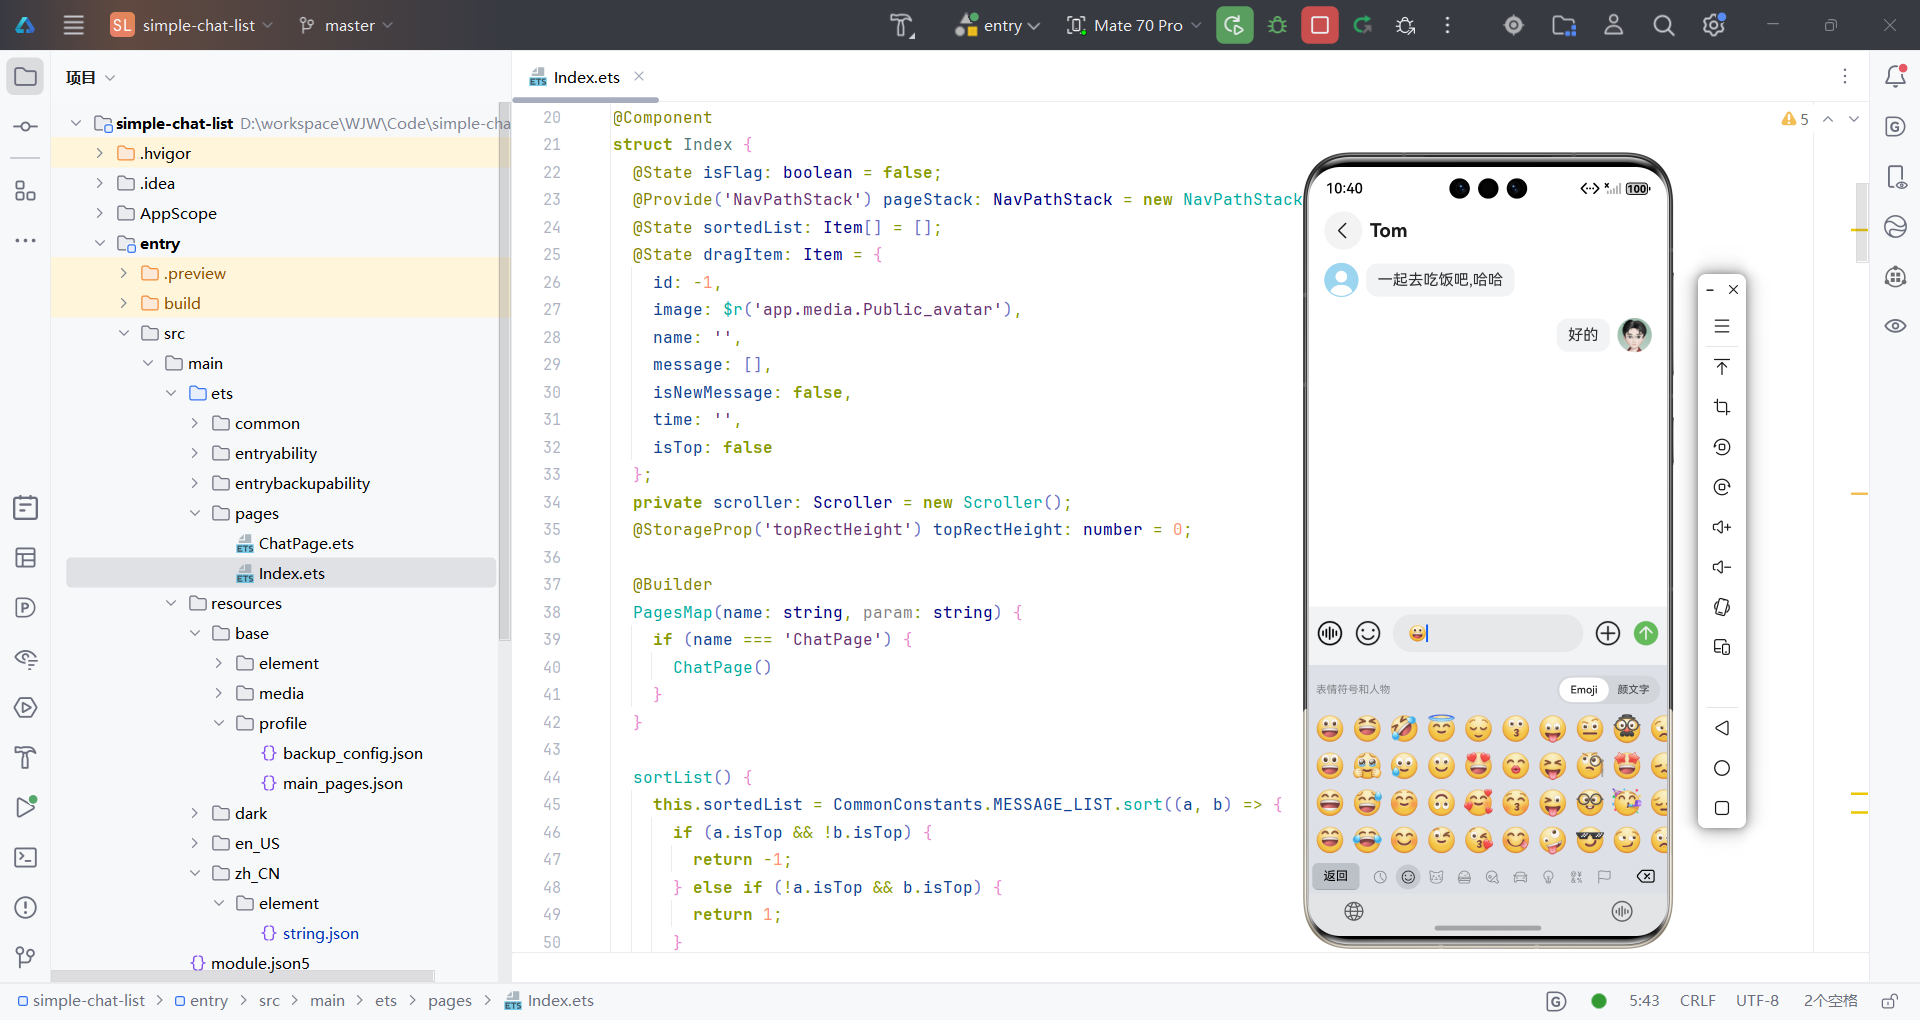 SL simple-chat-list master entry Mate 70 Pro
项目
Index.ets
simple-chat-list D:\workspace\WJW\Code\simple-cha
.hvigor
.idea
AppScope
entry
.preview
build
src
main
ets
common
entryability
entrybackupability
pages
ChatPage.ets
Index.ets
resources
base
element
media
profile
backup_config.json
main_pages.json
dark
en_US
zh_CN
element
string.json
module.json5
5
20 @Component
21 struct Index {
22 @State isFlag: boolean = false;
23 @Provide('NavPathStack') pageStack: NavPathStack = new NavPathStack
24 @State sortedList: Item[] = [];
25 @State dragItem: Item = {
26 id: -1,
27 image: $r('app.media.Public_avatar'),
28 name: '',
29 message: [],
30 isNewMessage: false,
31 time: '',
32 isTop: false
33 };
34 private scroller: Scroller = new Scroller();
35 @StorageProp('topRectHeight') topRectHeight: number = 0;
36
37 @Builder
38 PagesMap(name: string, param: string) {
39 if (name === 'ChatPage') {
40 ChatPage()
41 }
42 }
43
44 sortList() {
45 this.sortedList = CommonConstants.MESSAGE_LIST.sort((a, b) => {
46 if (a.isTop && !b.isTop) {
47 return -1;
48 } else if (!a.isTop && b.isTop) {
49 return 1;
50 }
10:40 100
Tom
一起去吃饭吧,哈哈
好的
😀
表情符号和人物 Emoji 颜文字
返回
simple-chat-list > entry > src > main > ets > pages > Index.ets
5:43 CRLF UTF-8 2个空格